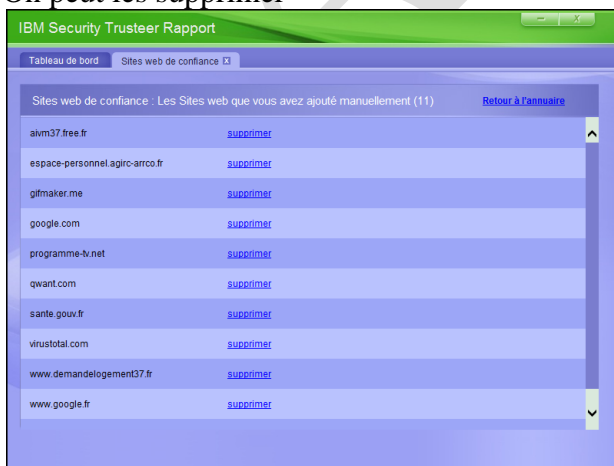 On peut les supprimer
IBM Security Trusteer Rapport
Tableau de bord Sites web de confiance
Sites web de confiance : Les Sites web que vous avez ajouté manuellement (11) Retour à l'annuaire
aivm37.free.fr supprimer
espace-personnel.agirc-arrco.fr supprimer
gifmaker.me supprimer
google.com supprimer
programme-tv.net supprimer
qwant.com supprimer
sante.gouv.fr supprimer
virustotal.com supprimer
www.demandelogement37.fr supprimer
www.google.fr supprimer